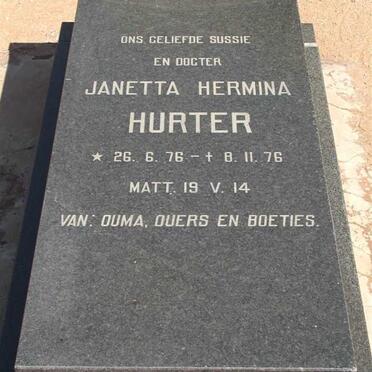 ONS GELIEFDE SUSSIE
EN DOGTER
JANETTA HERMINA
HURTER
* 26. 6. 76 – † 8. 11. 76
MATT. 19 V. 14
VAN: OUMA, OUERS EN BOETIES.